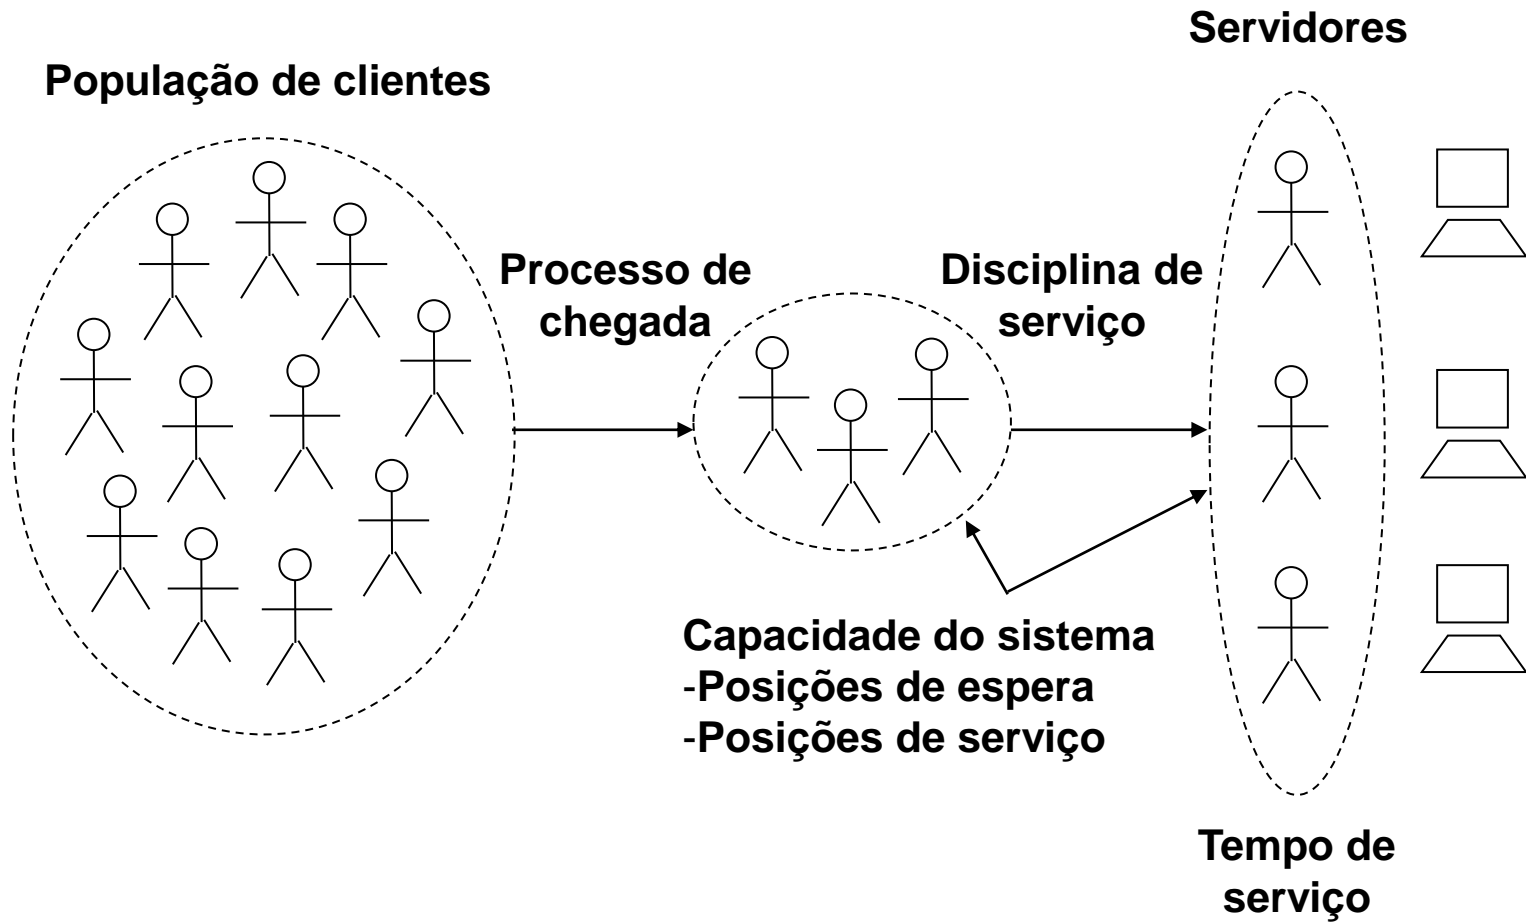 Servidores
População de clientes
Processo de
chegada
Disciplina de
serviço
Capacidade do sistema
-Posições de espera
-Posições de serviço
Tempo de
serviço